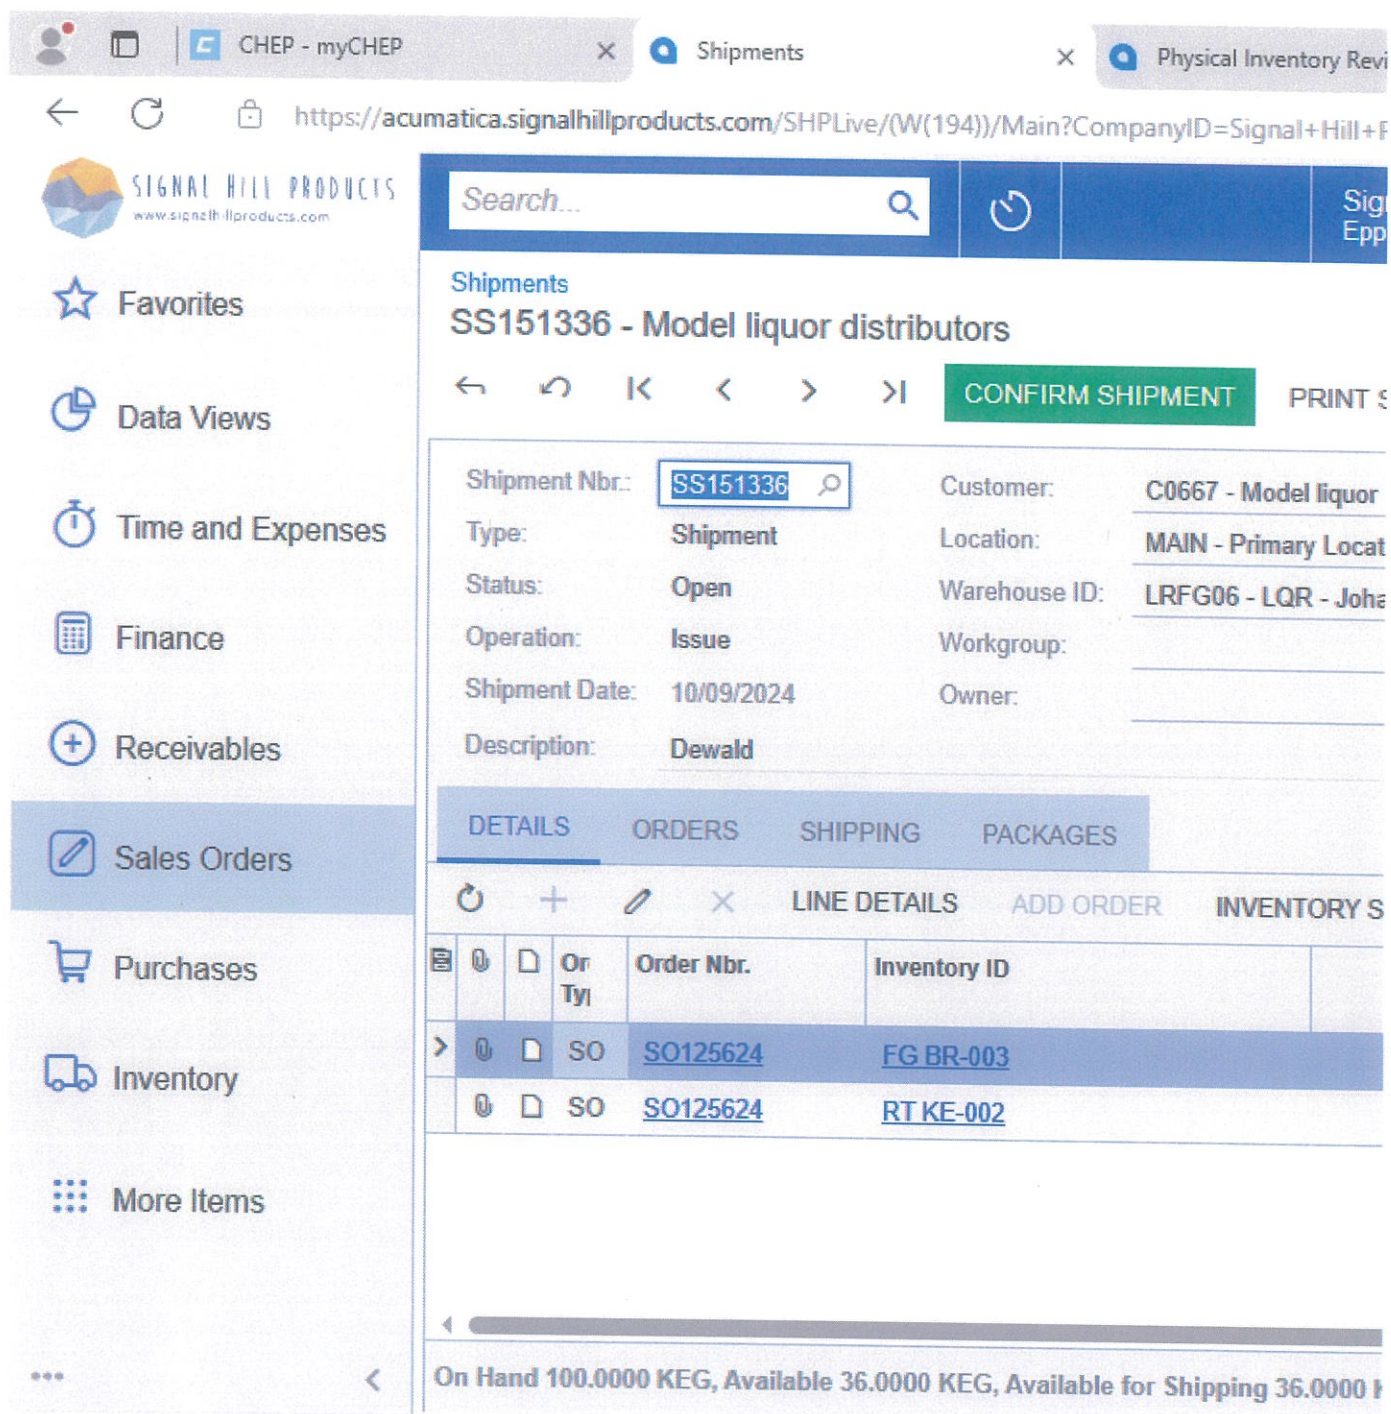 CHEP - myCHEP
Shipments
Physical Inventory Revi
https://acumatica.signalhillproducts.com/SHPLive/(W(194))/Main?CompanyID=Signal+Hill+P
SIGNAL HILL PRODUCTS
www.signalhillproducts.com
Search...
Sig
Epp
Favorites
Data Views
Time and Expenses
Finance
Receivables
Sales Orders
Purchases
Inventory
More Items
Shipments
SS151336 - Model liquor distributors
CONFIRM SHIPMENT
PRINT S
Shipment Nbr.: SS151336 Customer: C0667 - Model liquor
Type: Shipment Location: MAIN - Primary Locat
Status: Open Warehouse ID: LRFG06 - LQR - Joha
Operation: Issue Workgroup:
Shipment Date: 10/09/2024 Owner:
Description: Dewald
DETAILS ORDERS SHIPPING PACKAGES
LINE DETAILS ADD ORDER INVENTORY S
Or Order Nbr. Inventory ID
Ty
SO SO125624 FG BR-003
SO SO125624 RT KE-002
On Hand 100.0000 KEG, Available 36.0000 KEG, Available for Shipping 36.0000